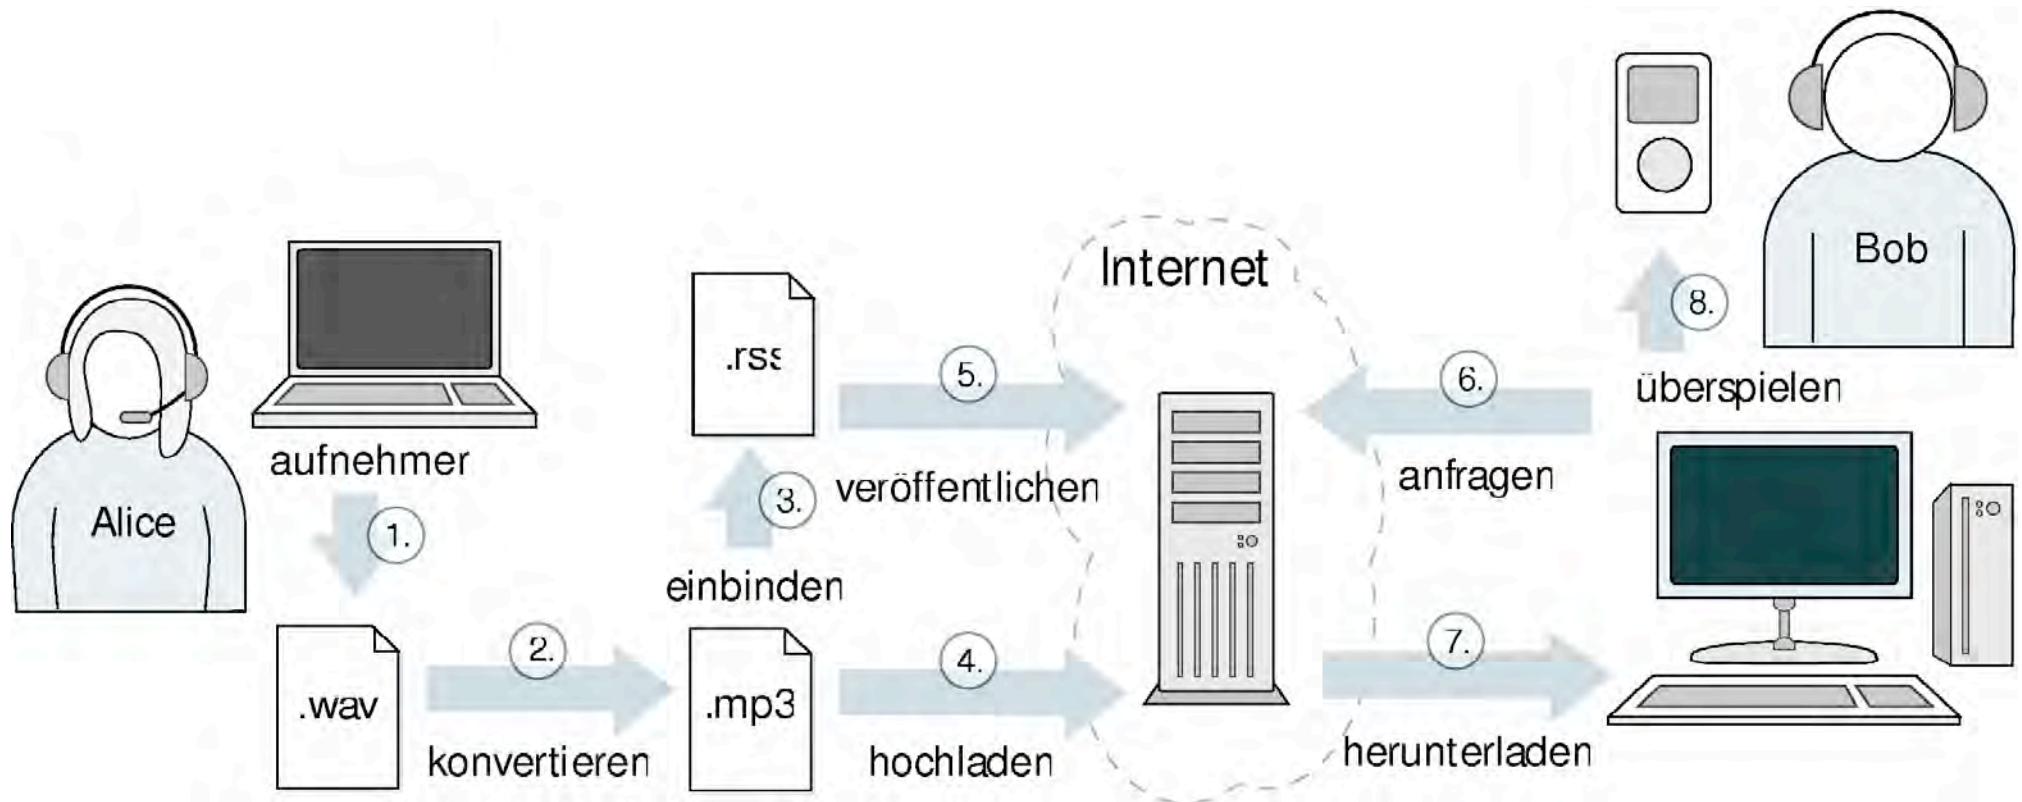 Alice
aufnehmer
1.
.wav
2.
konvertieren
.mp3
einbinden
3.
.rss
4.
hochladen
5.
veröffentlichen
Internet
6.
anfragen
7.
herunterladen
8.
überspielen
Bob